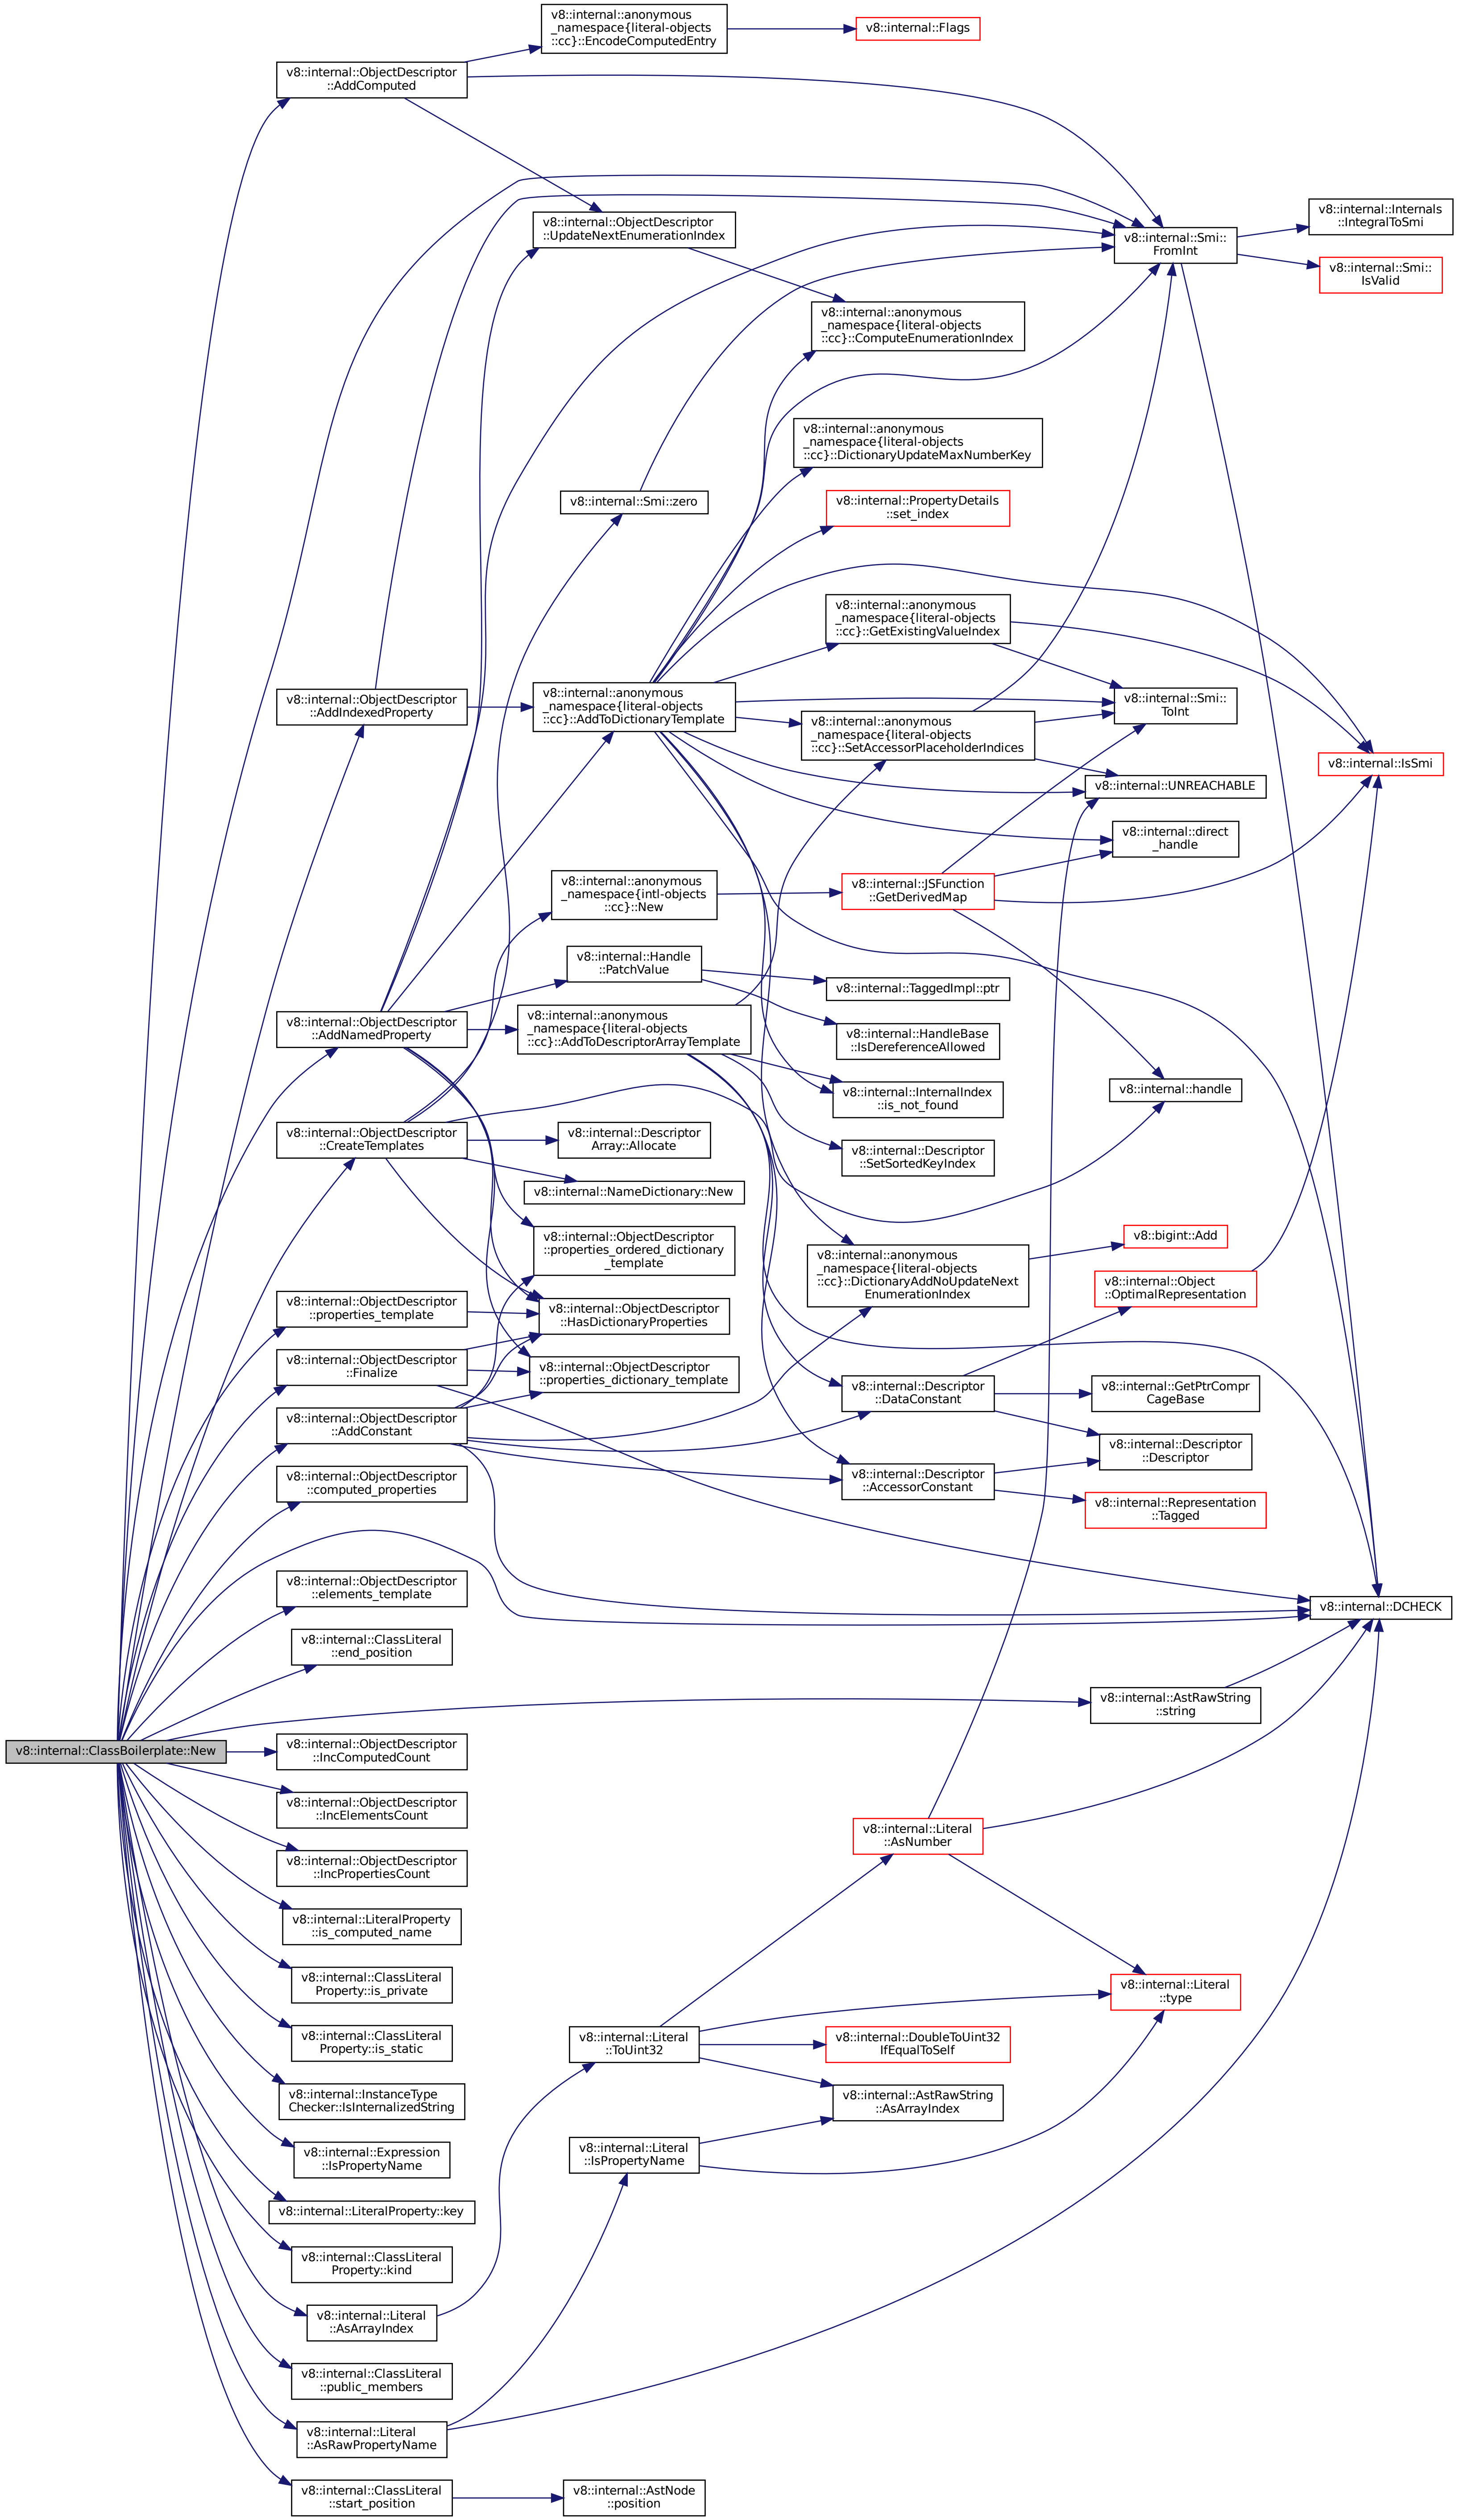 v8::internal::anonymous
_namespace{literal-objects
::cc}::EncodeComputedEntry
v8::internal::Flags
v8::internal::ObjectDescriptor
::AddComputed
v8::internal::Internals
::IntegralToSmi
v8::internal::ObjectDescriptor
::UpdateNextEnumerationIndex
v8::internal::Smi::
FromInt
v8::internal::Smi::
IsValid
v8::internal::anonymous
_namespace{literal-objects
::cc}::ComputeEnumerationIndex
v8::internal::anonymous
_namespace{literal-objects
::cc}::DictionaryUpdateMaxNumberKey
v8::internal::Smi::zero
v8::internal::PropertyDetails
::set_index
v8::internal::anonymous
_namespace{literal-objects
::cc}::GetExistingValueIndex
v8::internal::ObjectDescriptor
::AddIndexedProperty
v8::internal::anonymous
_namespace{literal-objects
::cc}::AddToDictionaryTemplate
v8::internal::Smi::
ToInt
v8::internal::anonymous
_namespace{literal-objects
::cc}::SetAccessorPlaceholderIndices
v8::internal::IsSmi
v8::internal::UNREACHABLE
v8::internal::direct
_handle
v8::internal::anonymous
_namespace{intl-objects
::cc}::New
v8::internal::JSFunction
::GetDerivedMap
v8::internal::Handle
::PatchValue
v8::internal::TaggedImpl::ptr
v8::internal::ObjectDescriptor
::AddNamedProperty
v8::internal::anonymous
_namespace{literal-objects
::cc}::AddToDescriptorArrayTemplate
v8::internal::HandleBase
::IsDereferenceAllowed
v8::internal::InternalIndex
::is_not_found
v8::internal::handle
v8::internal::ObjectDescriptor
::CreateTemplates
v8::internal::Descriptor
Array::Allocate
v8::internal::Descriptor
::SetSortedKeyIndex
v8::internal::NameDictionary::New
v8::internal::ObjectDescriptor
::properties_ordered_dictionary
_template
v8::internal::anonymous
_namespace{literal-objects
::cc}::DictionaryAddNoUpdateNext
EnumerationIndex
v8::bigint::Add
v8::internal::Object
::OptimalRepresentation
v8::internal::ObjectDescriptor
::properties_template
v8::internal::ObjectDescriptor
::HasDictionaryProperties
v8::internal::ObjectDescriptor
::Finalize
v8::internal::ObjectDescriptor
::properties_dictionary_template
v8::internal::Descriptor
::DataConstant
v8::internal::GetPtrCompr
CageBase
v8::internal::ObjectDescriptor
::AddConstant
v8::internal::Descriptor
::Descriptor
v8::internal::ObjectDescriptor
::computed_properties
v8::internal::Descriptor
::AccessorConstant
v8::internal::Representation
::Tagged
v8::internal::ObjectDescriptor
::elements_template
v8::internal::DCHECK
v8::internal::ClassLiteral
::end_position
v8::internal::AstRawString
::string
v8::internal::ClassBoilerplate::New
v8::internal::ObjectDescriptor
::IncComputedCount
v8::internal::ObjectDescriptor
::IncElementsCount
v8::internal::Literal
::AsNumber
v8::internal::ObjectDescriptor
::IncPropertiesCount
v8::internal::LiteralProperty
::is_computed_name
v8::internal::ClassLiteral
Property::is_private
v8::internal::Literal
::type
v8::internal::ClassLiteral
Property::is_static
v8::internal::Literal
::ToUint32
v8::internal::DoubleToUint32
IfEqualToSelf
v8::internal::InstanceType
Checker::IsInternalizedString
v8::internal::AstRawString
::AsArrayIndex
v8::internal::Expression
::IsPropertyName
v8::internal::Literal
::IsPropertyName
v8::internal::LiteralProperty::key
v8::internal::ClassLiteral
Property::kind
v8::internal::Literal
::AsArrayIndex
v8::internal::ClassLiteral
::public_members
v8::internal::Literal
::AsRawPropertyName
v8::internal::ClassLiteral
::start_position
v8::internal::AstNode
::position